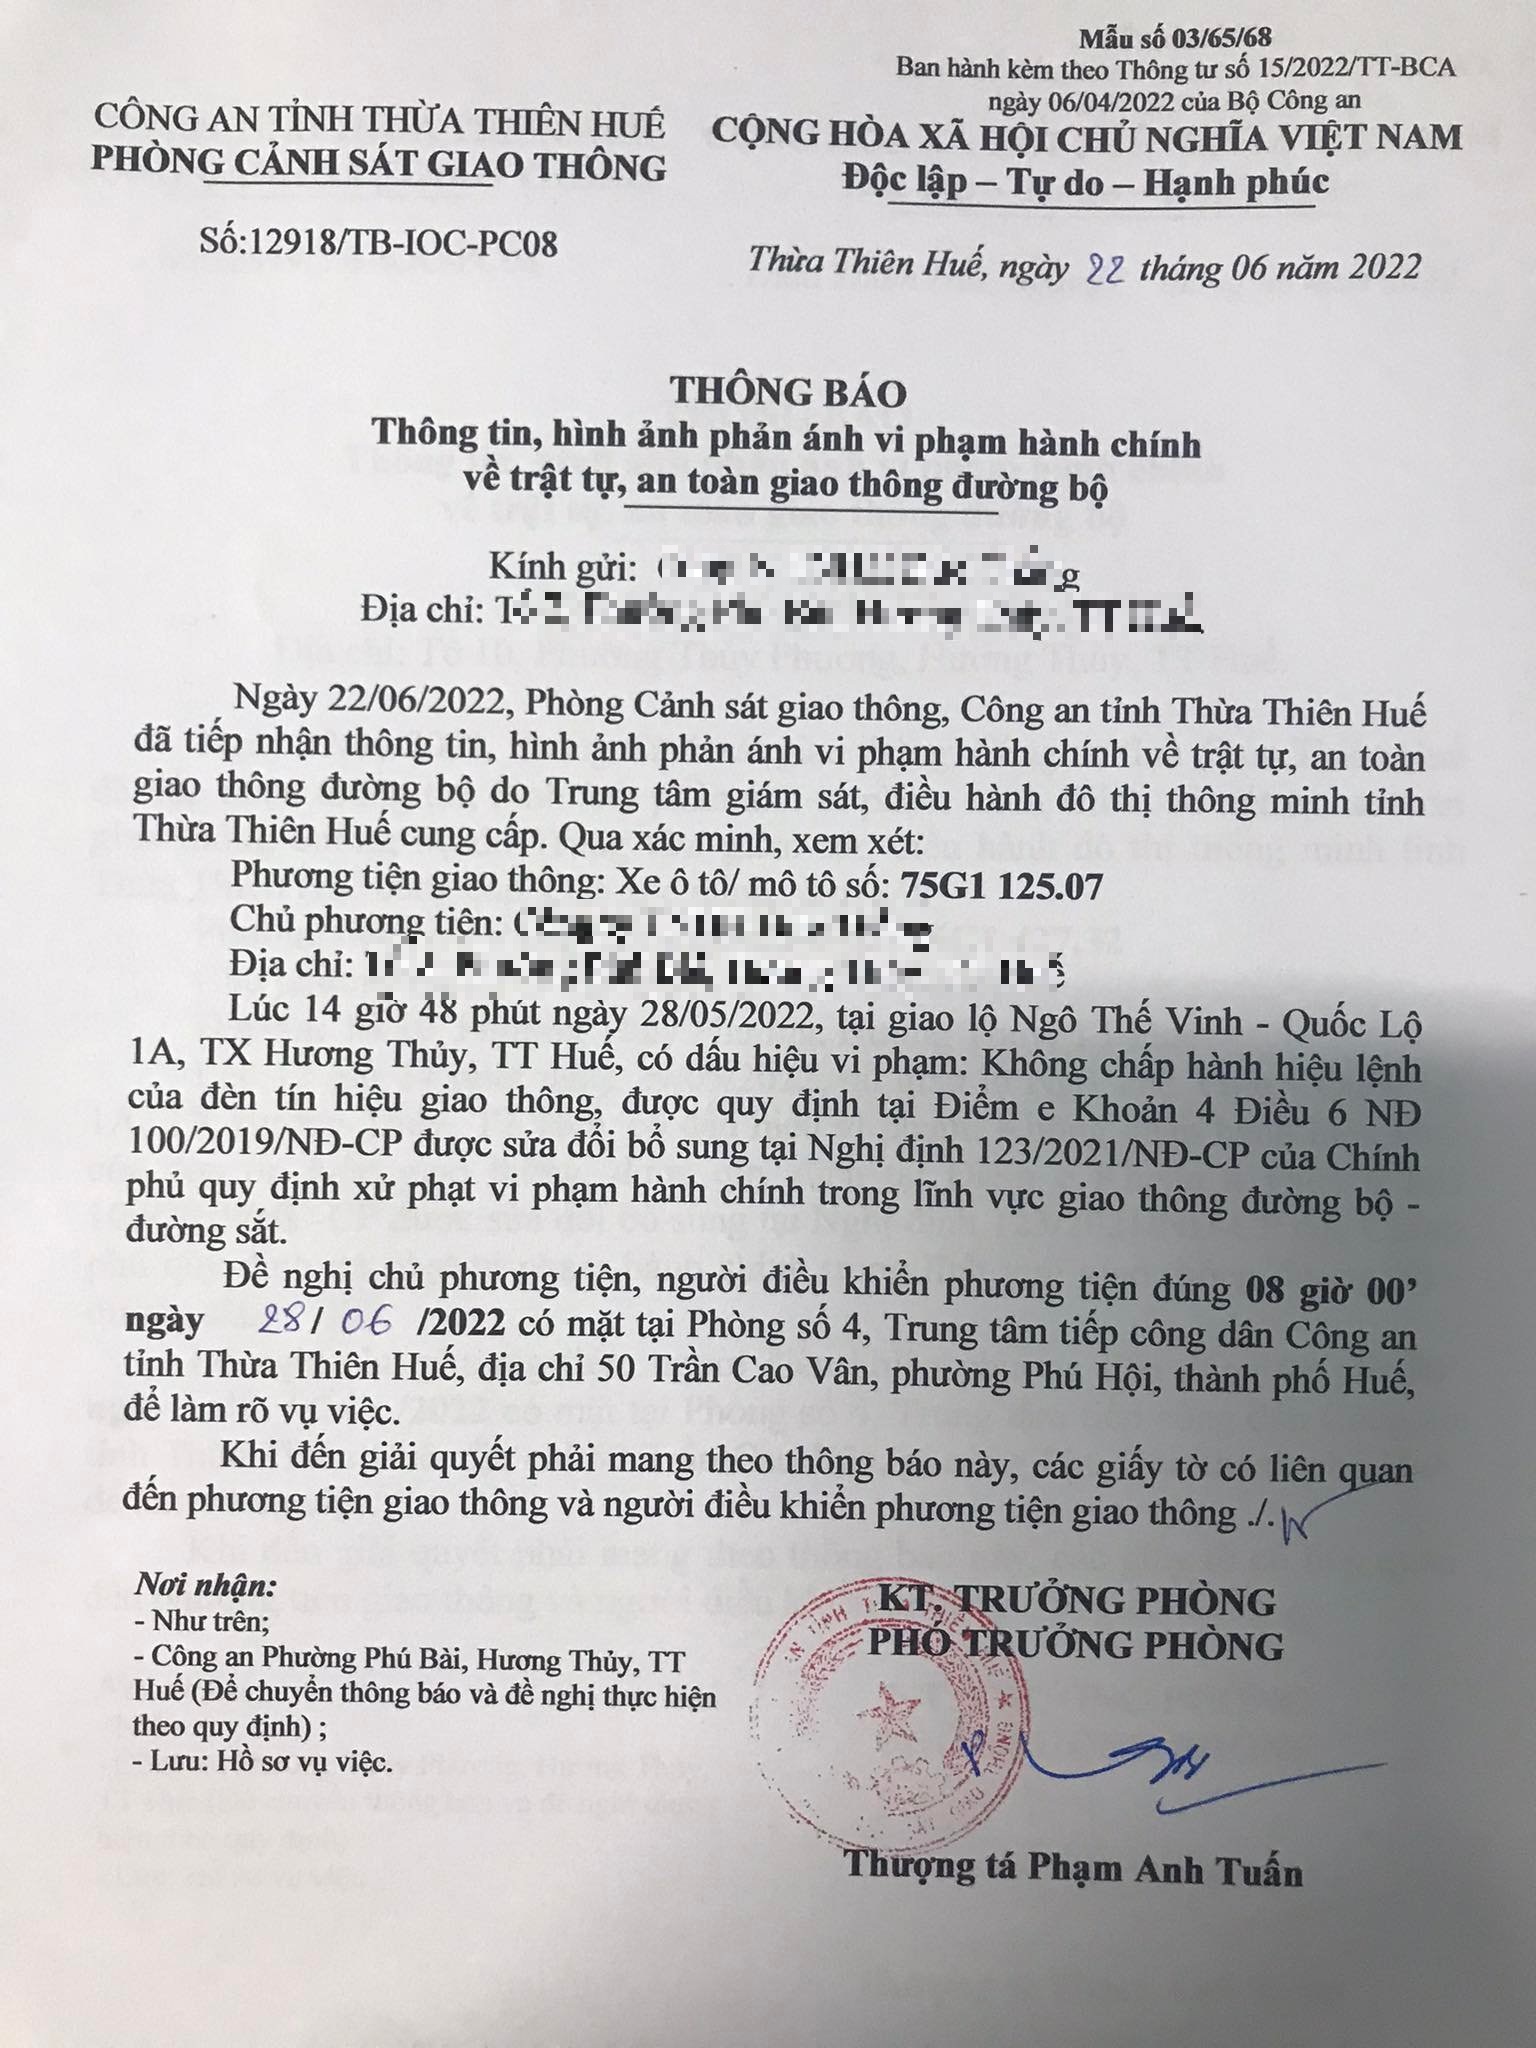 Mẫu số 03/65/68
Ban hành kèm theo Thông tư số 15/2022/TT-BCA
ngày 06/04/2022 của Bộ Công an
CÔNG AN TỈNH THỪA THIÊN HUẾ
PHÒNG CẢNH SÁT GIAO THÔNG
CỘNG HÒA XÃ HỘI CHỦ NGHĨA VIỆT NAM
Độc lập – Tự do – Hạnh phúc
Số:12918/TB-IOC-PC08
Thừa Thiên Huế, ngày 22 tháng 06 năm 2022
THÔNG BÁO
Thông tin, hình ảnh phản ánh vi phạm hành chính
về trật tự, an toàn giao thông đường bộ
Kính gửi:
Địa chỉ:
Ngày 22/06/2022, Phòng Cảnh sát giao thông, Công an tỉnh Thừa Thiên Huế
đã tiếp nhận thông tin, hình ảnh phản ánh vi phạm hành chính về trật tự, an toàn
giao thông đường bộ do Trung tâm giám sát, điều hành đô thị thông minh tỉnh
Thừa Thiên Huế cung cấp. Qua xác minh, xem xét:
Phương tiện giao thông: Xe ô tô/ mô tô số: 75G1 125.07
Chủ phương tiên:
Địa chỉ:
Lúc 14 giờ 48 phút ngày 28/05/2022, tại giao lộ Ngô Thế Vinh - Quốc Lộ
1A, TX Hương Thủy, TT Huế, có dấu hiệu vi phạm: Không chấp hành hiệu lệnh
của đèn tín hiệu giao thông, được quy định tại Điểm e Khoản 4 Điều 6 NĐ
100/2019/NĐ-CP được sửa đổi bổ sung tại Nghị định 123/2021/NĐ-CP của Chính
phủ quy định xử phạt vi phạm hành chính trong lĩnh vực giao thông đường bộ -
đường sắt.
Đề nghị chủ phương tiện, người điều khiển phương tiện đúng 08 giờ 00’
ngày 28/ 06 /2022 có mặt tại Phòng số 4, Trung tâm tiếp công dân Công an
tỉnh Thừa Thiên Huế, địa chỉ 50 Trần Cao Vân, phường Phú Hội, thành phố Huế,
để làm rõ vụ việc.
Khi đến giải quyết phải mang theo thông báo này, các giấy tờ có liên quan
đến phương tiện giao thông và người điều khiển phương tiện giao thông ./.
Nơi nhận:
- Như trên;
- Công an Phường Phú Bài, Hương Thủy, TT
Huế (Để chuyển thông báo và đề nghị thực hiện
theo quy định) ;
- Lưu: Hồ sơ vụ việc.
KT. TRƯỞNG PHÒNG
PHÓ TRƯỞNG PHÒNG
Thượng tá Phạm Anh Tuấn